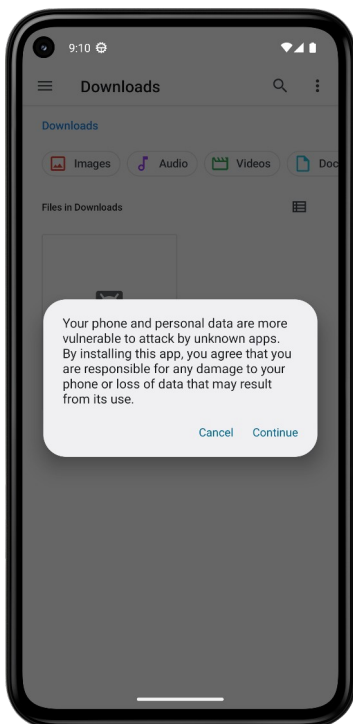 9:10
Downloads
Downloads
Images
Audio
Videos
Doc
Files in Downloads
Your phone and personal data are more
vulnerable to attack by unknown apps.
By installing this app, you agree that you
are responsible for any damage to your
phone or loss of data that may result
from its use.
Cancel Continue